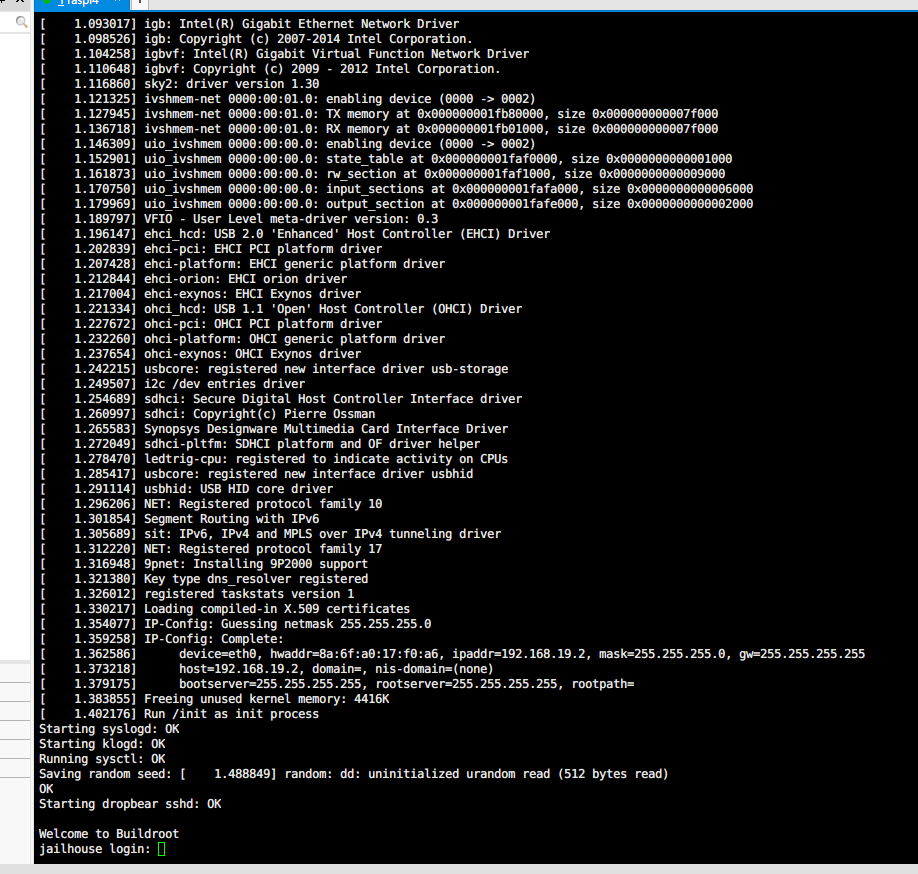 raspi4
[    1.093017] igb: Intel(R) Gigabit Ethernet Network Driver
[    1.098526] igb: Copyright (c) 2007-2014 Intel Corporation.
[    1.104258] igbvf: Intel(R) Gigabit Virtual Function Network Driver
[    1.110648] igbvf: Copyright (c) 2009 - 2012 Intel Corporation.
[    1.116860] sky2: driver version 1.30
[    1.121325] ivshmem-net 0000:00:01.0: enabling device (0000 -> 0002)
[    1.127945] ivshmem-net 0000:00:01.0: TX memory at 0x000000001fb80000, size 0x000000000007f000
[    1.136718] ivshmem-net 0000:00:01.0: RX memory at 0x000000001fb01000, size 0x000000000007f000
[    1.146309] uio_ivshmem 0000:00:00.0: enabling device (0000 -> 0002)
[    1.152901] uio_ivshmem 0000:00:00.0: state_table at 0x000000001faf0000, size 0x0000000000001000
[    1.161873] uio_ivshmem 0000:00:00.0: rw_section at 0x000000001faf1000, size 0x0000000000009000
[    1.170750] uio_ivshmem 0000:00:00.0: input_sections at 0x000000001fafa000, size 0x0000000000006000
[    1.179969] uio_ivshmem 0000:00:00.0: output_section at 0x000000001fafe000, size 0x0000000000002000
[    1.189797] VFIO - User Level meta-driver version: 0.3
[    1.196147] ehci_hcd: USB 2.0 'Enhanced' Host Controller (EHCI) Driver
[    1.202839] ehci-pci: EHCI PCI platform driver
[    1.207428] ehci-platform: EHCI generic platform driver
[    1.212844] ehci-orion: EHCI orion driver
[    1.217004] ehci-exynos: EHCI Exynos driver
[    1.221334] ohci_hcd: USB 1.1 'Open' Host Controller (OHCI) Driver
[    1.227672] ohci-pci: OHCI PCI platform driver
[    1.232260] ohci-platform: OHCI generic platform driver
[    1.237654] ohci-exynos: OHCI Exynos driver
[    1.242215] usbcore: registered new interface driver usb-storage
[    1.249507] i2c /dev entries driver
[    1.254689] sdhci: Secure Digital Host Controller Interface driver
[    1.260997] sdhci: Copyright(c) Pierre Ossman
[    1.265583] Synopsys Designware Multimedia Card Interface Driver
[    1.272049] sdhci-pltfm: SDHCI platform and OF driver helper
[    1.278470] ledtrig-cpu: registered to indicate activity on CPUs
[    1.285417] usbcore: registered new interface driver usbhid
[    1.291114] usbhid: USB HID core driver
[    1.296206] NET: Registered protocol family 10
[    1.301854] Segment Routing with IPv6
[    1.305689] sit: IPv6, IPv4 and MPLS over IPv4 tunneling driver
[    1.312220] NET: Registered protocol family 17
[    1.316948] 9pnet: Installing 9P2000 support
[    1.321380] Key type dns_resolver registered
[    1.326012] registered taskstats version 1
[    1.330217] Loading compiled-in X.509 certificates
[    1.354077] IP-Config: Guessing netmask 255.255.255.0
[    1.359258] IP-Config: Complete:
[    1.362586]      device=eth0, hwaddr=8a:6f:a0:17:f0:a6, ipaddr=192.168.19.2, mask=255.255.255.0, gw=255.255.255.255
[    1.373218]      host=192.168.19.2, domain=, nis-domain=(none)
[    1.379175]      bootserver=255.255.255.255, rootserver=255.255.255.255, rootpath=
[    1.383855] Freeing unused kernel memory: 4416K
[    1.402176] Run /init as init process
Starting syslogd: OK
Starting klogd: OK
Running sysctl: OK
Saving random seed: [    1.488849] random: dd: uninitialized urandom read (512 bytes read)
OK
Starting dropbear sshd: OK
Welcome to Buildroot
jailhouse login: